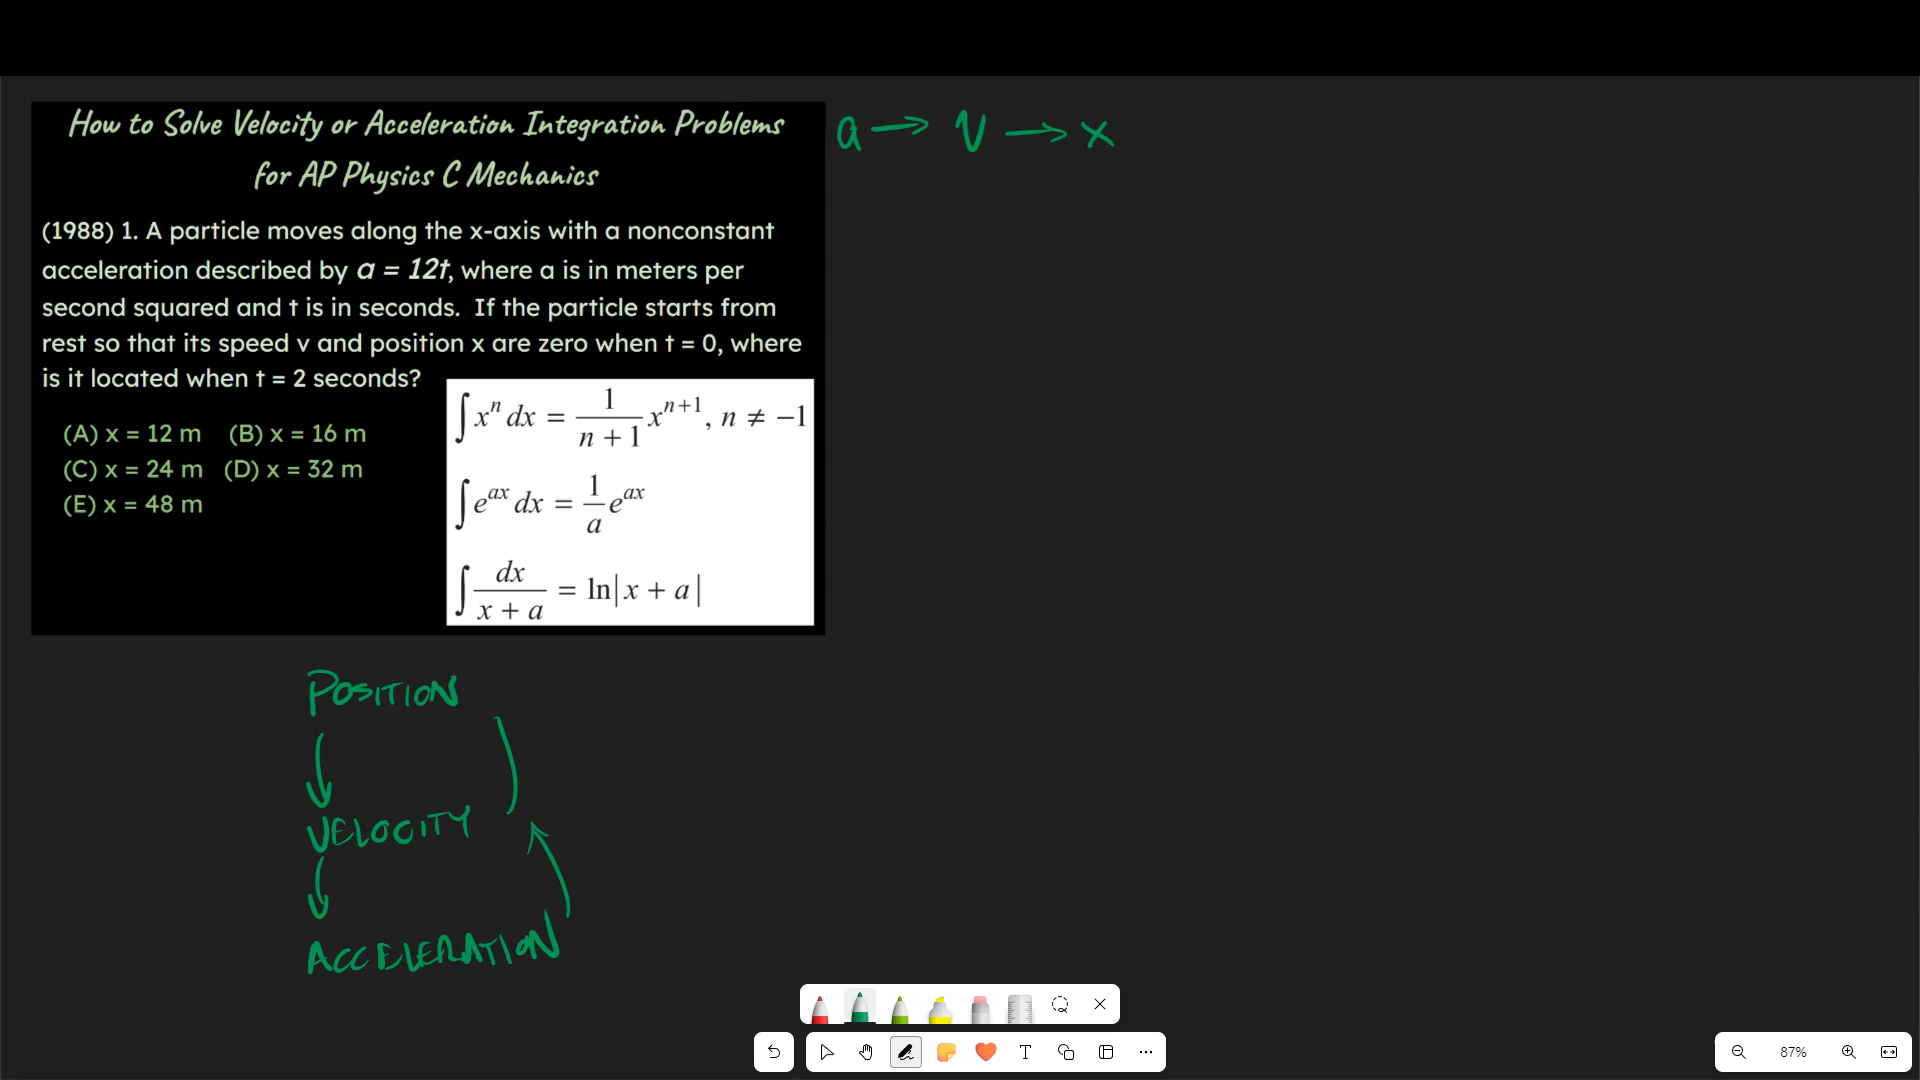 How to Solve Velocity or Acceleration Integration Problems
for AP Physics C Mechanics
a → v → x
(1988) 1. A particle moves along the x-axis with a nonconstant
acceleration described by a = 12t, where a is in meters per
second squared and t is in seconds. If the particle starts from
rest so that its speed v and position x are zero when t = 0, where
is it located when t = 2 seconds?
(A) x = 12 m (B) x = 16 m
(C) x = 24 m (D) x = 32 m
(E) x = 48 m
∫ xⁿ dx = 1/(n + 1) xⁿ⁺¹, n ≠ −1
∫ eᵃˣ dx = 1/a eᵃˣ
∫ dx/(x + a) = ln|x + a|
POSITION
VELOCITY
ACCELERATION
T
87%